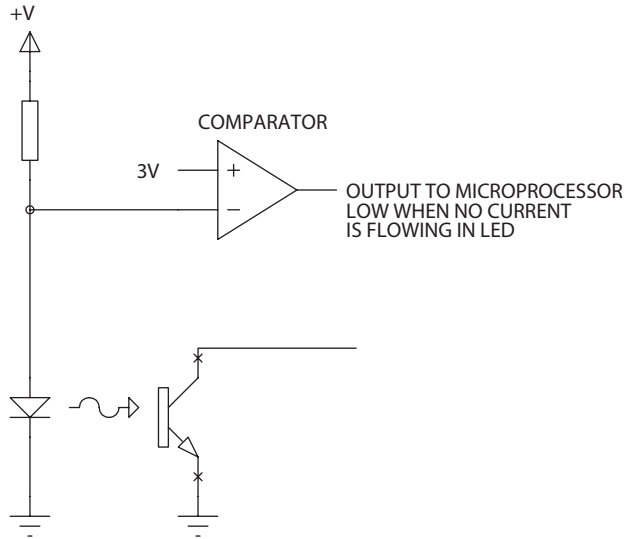 +V
COMPARATOR
3V
+
−
OUTPUT TO MICROPROCESSOR
LOW WHEN NO CURRENT
IS FLOWING IN LED